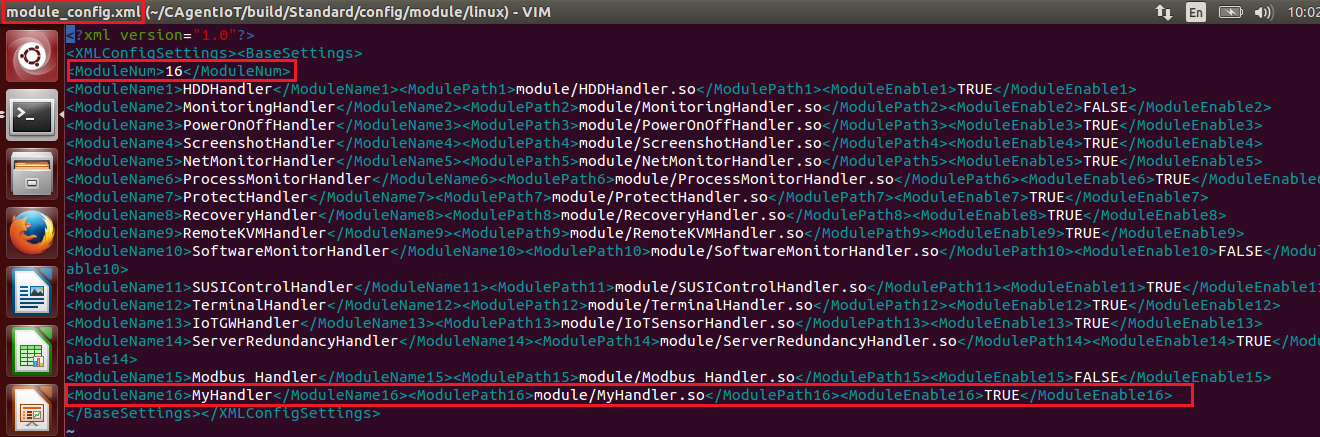 module_config.xml (~/CAgentIoT/build/Standard/config/module/linux) - VIM
En
10:02
<?xml version="1.0"?>
<XMLConfigSettings><BaseSettings>
<ModuleNum>16</ModuleNum>
<ModuleName1>HDDHandler</ModuleName1><ModulePath1>module/HDDHandler.so</ModulePath1><ModuleEnable1>TRUE</ModuleEnable1>
<ModuleName2>MonitoringHandler</ModuleName2><ModulePath2>module/MonitoringHandler.so</ModulePath2><ModuleEnable2>FALSE</ModuleEnable2>
<ModuleName3>PowerOnOffHandler</ModuleName3><ModulePath3>module/PowerOnOffHandler.so</ModulePath3><ModuleEnable3>TRUE</ModuleEnable3>
<ModuleName4>ScreenshotHandler</ModuleName4><ModulePath4>module/ScreenshotHandler.so</ModulePath4><ModuleEnable4>TRUE</ModuleEnable4>
<ModuleName5>NetMonitorHandler</ModuleName5><ModulePath5>module/NetMonitorHandler.so</ModulePath5><ModuleEnable5>TRUE</ModuleEnable5>
<ModuleName6>ProcessMonitorHandler</ModuleName6><ModulePath6>module/ProcessMonitorHandler.so</ModulePath6><ModuleEnable6>TRUE</ModuleEnable6
<ModuleName7>ProtectHandler</ModuleName7><ModulePath7>module/ProtectHandler.so</ModulePath7><ModuleEnable7>TRUE</ModuleEnable7>
<ModuleName8>RecoveryHandler</ModuleName8><ModulePath8>module/RecoveryHandler.so</ModulePath8><ModuleEnable8>TRUE</ModuleEnable8>
<ModuleName9>RemoteKVMHandler</ModuleName9><ModulePath9>module/RemoteKVMHandler.so</ModulePath9><ModuleEnable9>TRUE</ModuleEnable9>
<ModuleName10>SoftwareMonitorHandler</ModuleName10><ModulePath10>module/SoftwareMonitorHandler.so</ModulePath10><ModuleEnable10>FALSE</Modul
able10>
<ModuleName11>SUSIControlHandler</ModuleName11><ModulePath11>module/SUSIControlHandler.so</ModulePath11><ModuleEnable11>TRUE</ModuleEnable11
<ModuleName12>TerminalHandler</ModuleName12><ModulePath12>module/TerminalHandler.so</ModulePath12><ModuleEnable12>TRUE</ModuleEnable12>
<ModuleName13>IoTGWHandler</ModuleName13><ModulePath13>module/IoTSensorHandler.so</ModulePath13><ModuleEnable13>TRUE</ModuleEnable13>
<ModuleName14>ServerRedundancyHandler</ModuleName14><ModulePath14>module/ServerRedundancyHandler.so</ModulePath14><ModuleEnable14>TRUE</Modu
nable14>
<ModuleName15>Modbus_Handler</ModuleName15><ModulePath15>module/Modbus_Handler.so</ModulePath15><ModuleEnable15>FALSE</ModuleEnable15>
<ModuleName16>MyHandler</ModuleName16><ModulePath16>module/MyHandler.so</ModulePath16><ModuleEnable16>TRUE</ModuleEnable16>
</BaseSettings></XMLConfigSettings>
~